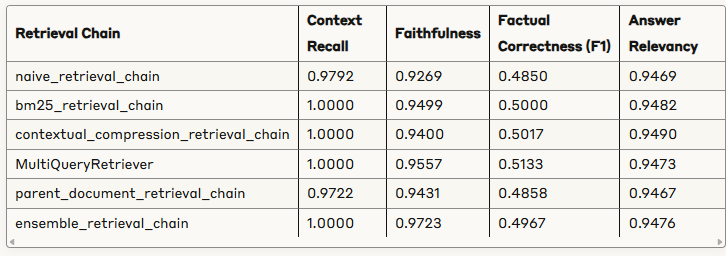 Retrieval Chain Context Recall Faithfulness Factual Correctness (F1) Answer Relevancy
naive_retrieval_chain 0.9792 0.9269 0.4850 0.9469
bm25_retrieval_chain 1.0000 0.9499 0.5000 0.9482
contextual_compression_retrieval_chain 1.0000 0.9400 0.5017 0.9490
MultiQueryRetriever 1.0000 0.9557 0.5133 0.9473
parent_document_retrieval_chain 0.9722 0.9431 0.4858 0.9467
ensemble_retrieval_chain 1.0000 0.9723 0.4967 0.9476